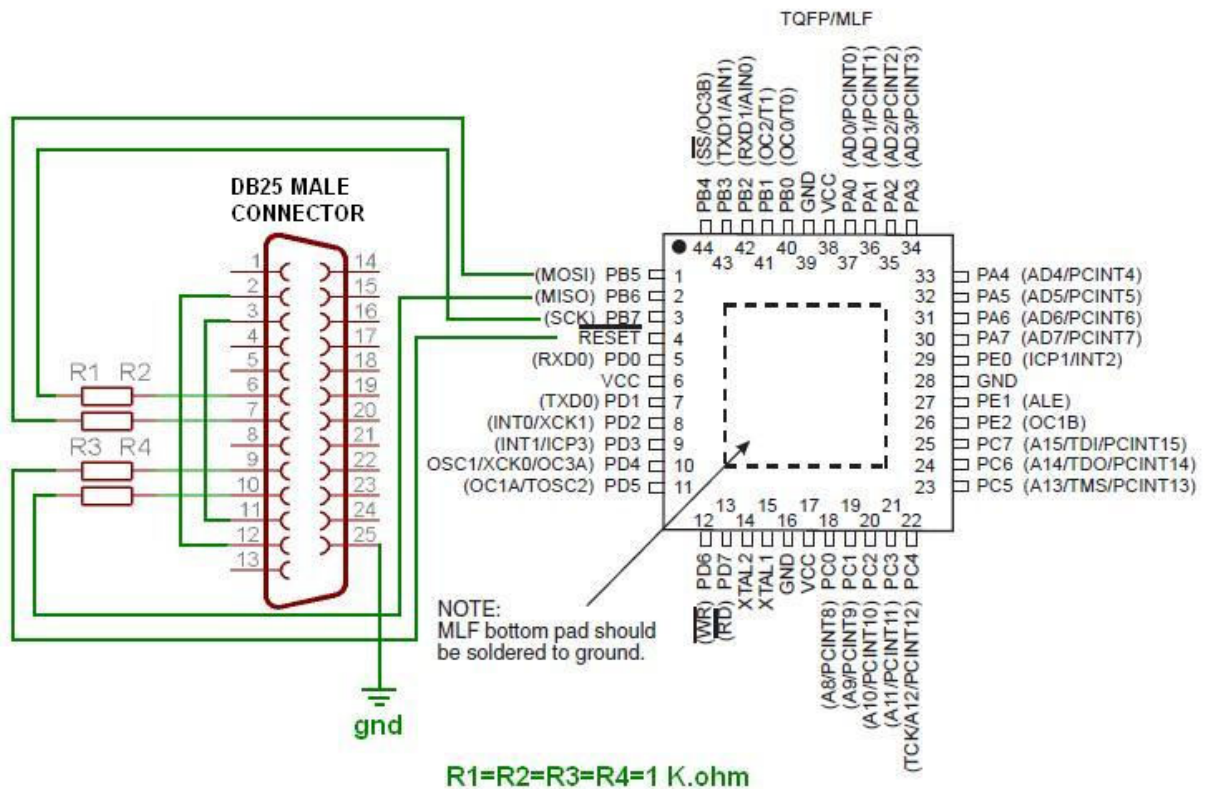 TQFP/MLF
PB4 (SS/OC3B)
PB3 (TXD1/AIN1)
PB2 (RXD1/AIN0)
PB1 (OC2/T1)
PB0 (OC0/T0)
GND
VCC
PA0 (AD0/PCINT0)
PA1 (AD1/PCINT1)
PA2 (AD2/PCINT2)
PA3 (AD3/PCINT3)
44 42 40 38 36 34
43 41 39 37 35
DB25 MALE
CONNECTOR
1
2
3
4
5
6
7
8
9
10
11
12
13
14
15
16
17
18
19
20
21
22
23
24
25
R1 R2
R3 R4
(MOSI) PB5 1
(MISO) PB6 2
(SCK) PB7 3
RESET 4
(RXD0) PD0 5
VCC 6
(TXD0) PD1 7
(INT0/XCK1) PD2 8
(INT1/ICP3) PD3 9
OSC1/XCK0/OC3A) PD4 10
(OC1A/TOSC2) PD5 11
33 PA4 (AD4/PCINT4)
32 PA5 (AD5/PCINT5)
31 PA6 (AD6/PCINT6)
30 PA7 (AD7/PCINT7)
29 PE0 (ICP1/INT2)
28 GND
27 PE1 (ALE)
26 PE2 (OC1B)
25 PC7 (A15/TDI/PCINT15)
24 PC6 (A14/TDO/PCINT14)
23 PC5 (A13/TMS/PCINT13)
13 15 17 19 21
12 14 16 18 20 22
(WR) PD6
(RD) PD7
XTAL2
XTAL1
GND
VCC
(A8/PCINT8) PC0
(A9/PCINT9) PC1
(A10/PCINT10) PC2
(A11/PCINT11) PC3
(TCK/A12/PCINT12) PC4
NOTE:
MLF bottom pad should
be soldered to ground.
gnd
R1=R2=R3=R4=1 K.ohm